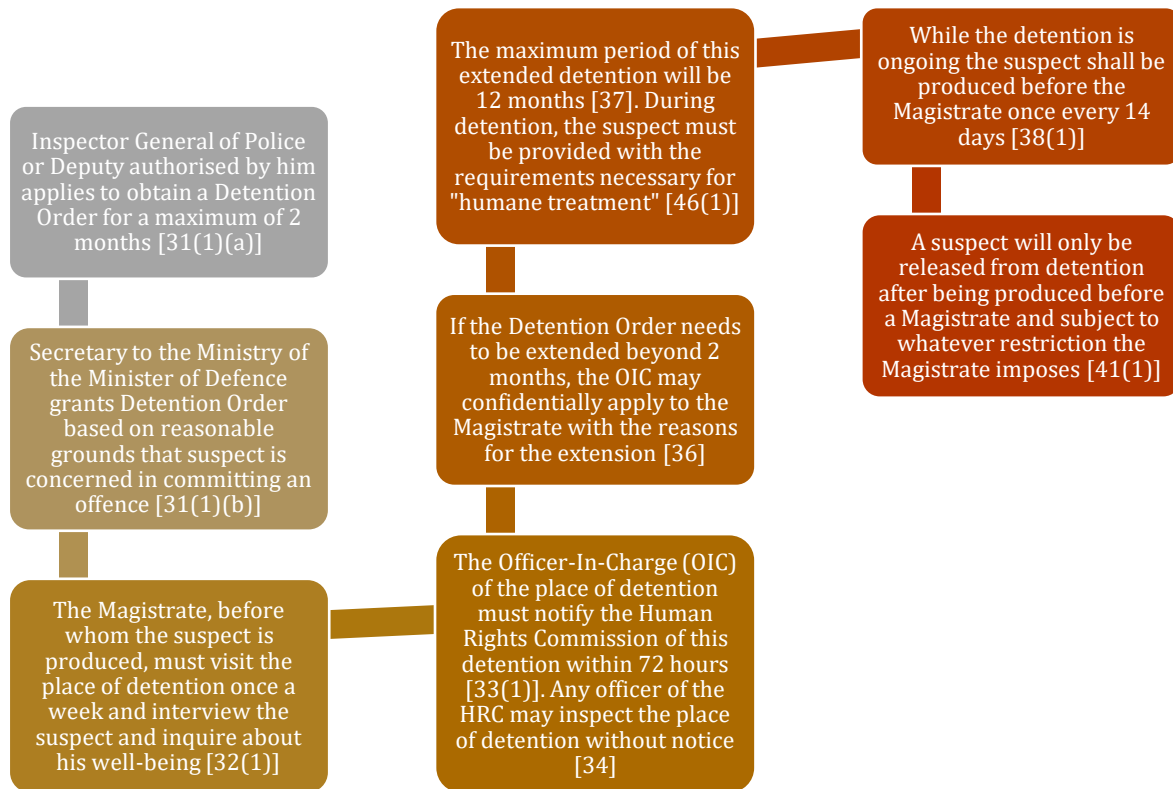 Inspector General of Police
or Deputy authorised by him
applies to obtain a Detention
Order for a maximum of 2
months [31(1)(a)]
Secretary to the Ministry of
the Minister of Defence
grants Detention Order
based on reasonable
grounds that suspect is
concerned in committing an
offence [31(1)(b)]
The Magistrate, before
whom the suspect is
produced, must visit the
place of detention once a
week and interview the
suspect and inquire about
his well-being [32(1)]
The Officer-In-Charge (OIC)
of the place of detention
must notify the Human
Rights Commission of this
detention within 72 hours
[33(1)]. Any officer of the
HRC may inspect the place
of detention without notice
[34]
If the Detention Order needs
to be extended beyond 2
months, the OIC may
confidentially apply to the
Magistrate with the reasons
for the extension [36]
The maximum period of this
extended detention will be
12 months [37]. During
detention, the suspect must
be provided with the
requirements necessary for
"humane treatment" [46(1)]
While the detention is
ongoing the suspect shall be
produced before the
Magistrate once every 14
days [38(1)]
A suspect will only be
released from detention
after being produced before
a Magistrate and subject to
whatever restriction the
Magistrate imposes [41(1)]